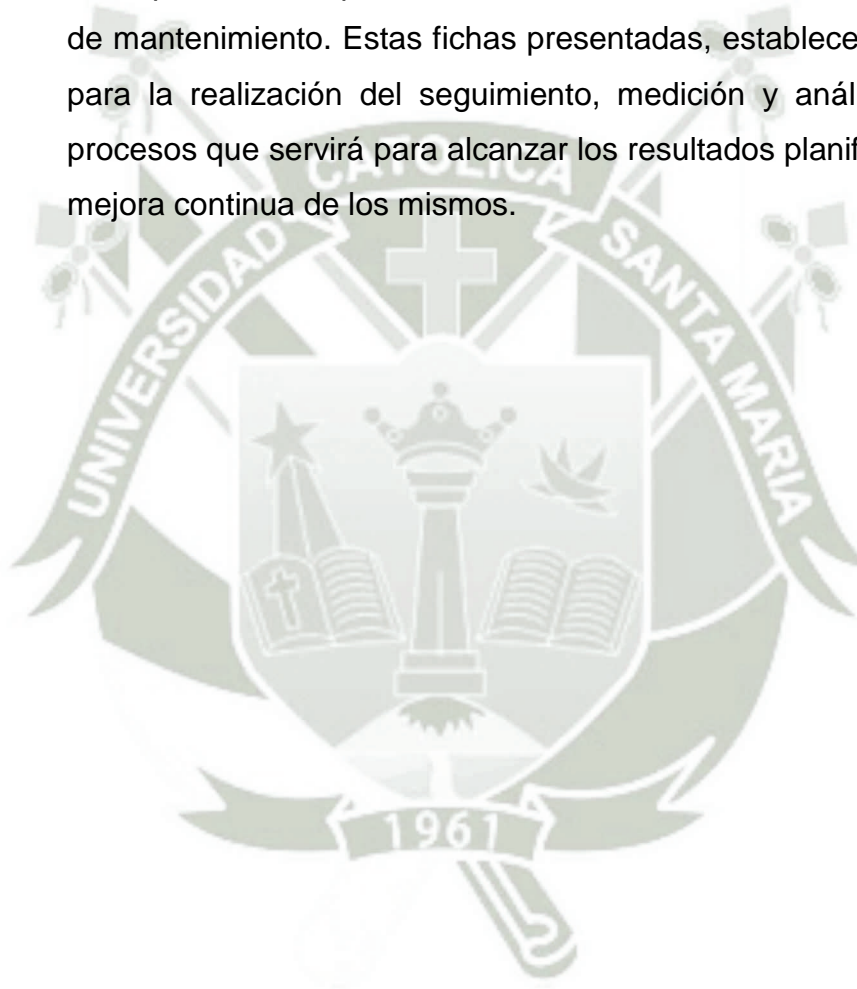 de mantenimiento. Estas fichas presentadas, establece
para la realización del seguimiento, medición y anál
procesos que servirá para alcanzar los resultados planif
mejora continua de los mismos.
UNIVERSIDAD CATOLICA SANTA MARIA
1961